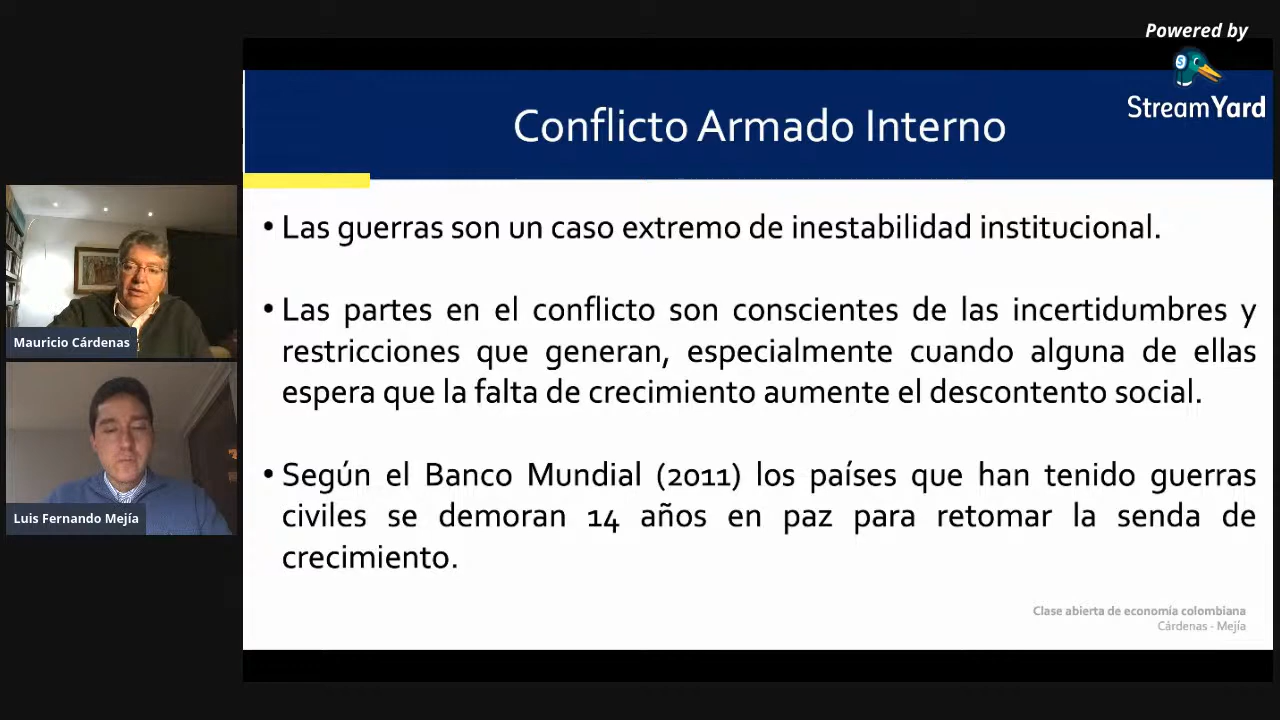 Powered by
StreamYard
Conflicto Armado Interno
• Las guerras son un caso extremo de inestabilidad institucional.
• Las partes en el conflicto son conscientes de las incertidumbres y
restricciones que generan, especialmente cuando alguna de ellas
espera que la falta de crecimiento aumente el descontento social.
• Según el Banco Mundial (2011) los países que han tenido guerras
civiles se demoran 14 años en paz para retomar la senda de
crecimiento.
Clase abierta de economía colombiana
Cárdenas - Mejía
Mauricio Cárdenas
Luis Fernando Mejía